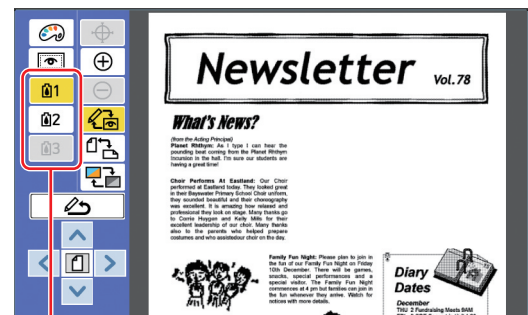 1
2
3
Newsletter Vol.78
What's News?
(from the Acting Principal)
Planet Rhthym: As I type I can hear the
pounding beat coming from the Planet Rhthym
Incursion in the hall. I'm sure our students are
having a great time!
Choir Performs At Eastland: Our Choir
performed at Eastland today. They looked great
in their Bayswater Primary School Choir uniform,
they sounded beautiful and their choreography
was excellent. It is amazing how relaxed and
professional they look on stage. Many thanks go
to Corrie Huygen and Kelly Mills for their
excellent leadership of our choir. Many thanks
also to the parents who helped prepare
costumes and who assistedour choir on the day.
Family Fun Night: Please plan to join in
the fun of our Family Fun Night on Friday
10th December. There will be games,
snacks, special performances and a
special visitor. The Family Fun Night
commences at 4 pm but families can join in
the fun whenever they arrive. Watch for
notices with more details.
Diary
Dates
December
THU 2 Fundraising Meets 9AM